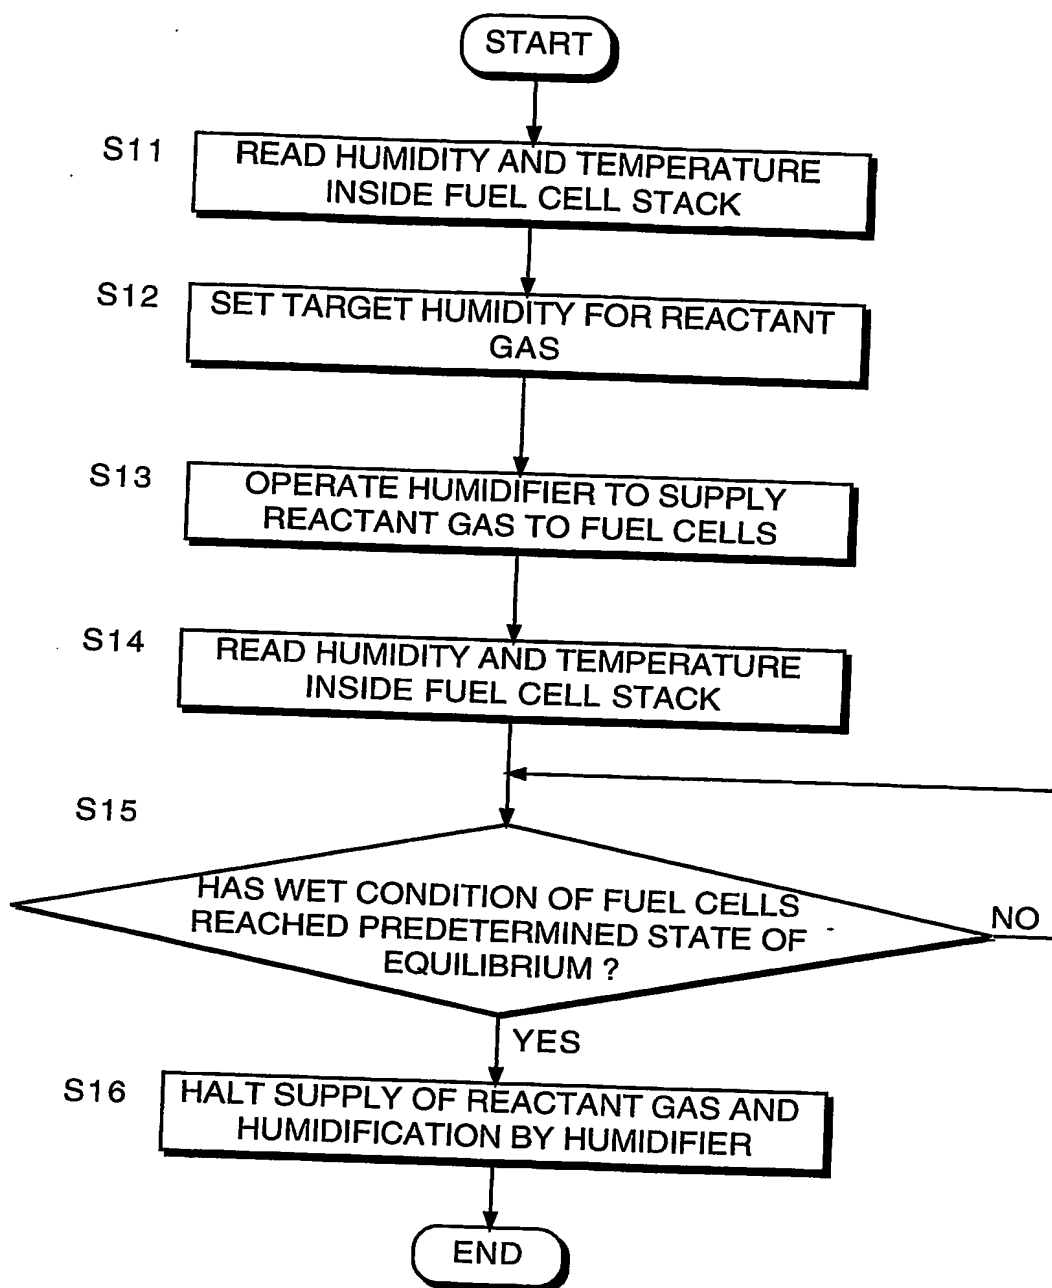 START
S11
READ HUMIDITY AND TEMPERATURE
INSIDE FUEL CELL STACK
S12
SET TARGET HUMIDITY FOR REACTANT
GAS
S13
OPERATE HUMIDIFIER TO SUPPLY
REACTANT GAS TO FUEL CELLS
S14
READ HUMIDITY AND TEMPERATURE
INSIDE FUEL CELL STACK
S15
HAS WET CONDITION OF FUEL CELLS
REACHED PREDETERMINED STATE OF
EQUILIBRIUM ?
NO
YES
S16
HALT SUPPLY OF REACTANT GAS AND
HUMIDIFICATION BY HUMIDIFIER
END